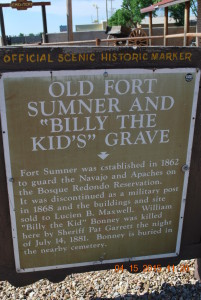 OFFICIAL SCENIC HISTORIC MARKER
OLD FORT
SUMNER AND
"BILLY THE
KID'S" GRAVE
Fort Sumner was established in 1862
to guard the Navajo and Apaches on
the Bosque Redondo Reservation.
It was discontinued as a military post
in 1868 and the buildings and site
sold to Lucien B. Maxwell. William
"Billy the Kid" Bonney was killed
here by Sheriff Pat Garrett the night
of July 14, 1881. Bonney is buried in
the nearby cemetery.